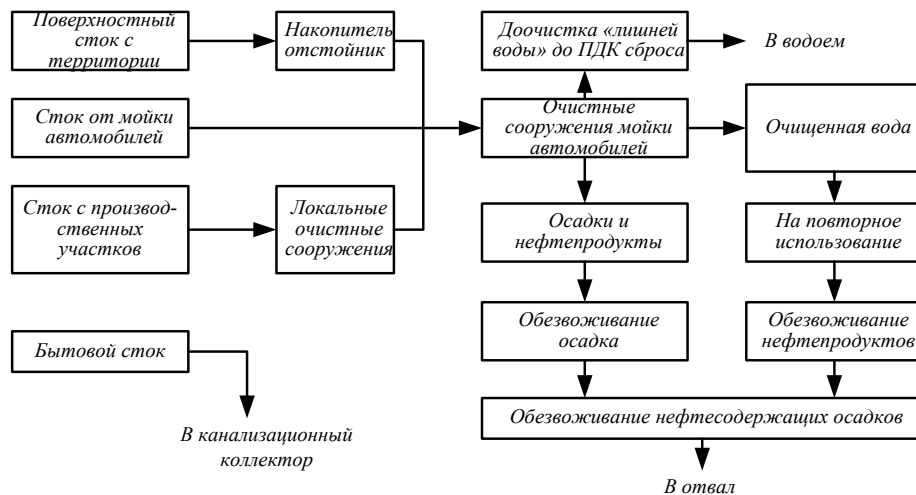 Поверхностный
сток с
территории
Накопитель
отстойник
Доочистка «лишней
воды» до ПДК сброса
В водоем
Сток от мойки
автомобилей
Очистные
сооружения мойки
автомобилей
Очищенная вода
Сток с производ-
ственных
участков
Локальные
очистные
сооружения
Осадки и
нефтепродукты
На повторное
использование
Бытовой сток
Обезвоживание
осадка
Обезвоживание
нефтепродуктов
В канализационный
коллектор
Обезвоживание нефтесодержащих осадков
В отвал